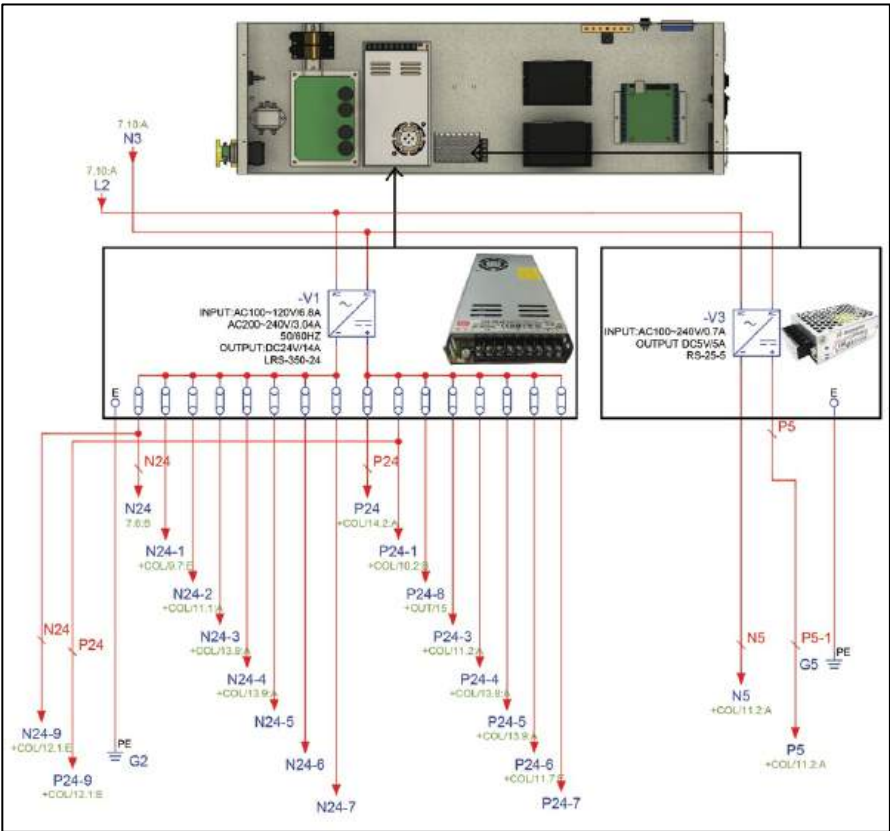 7.10:A
N3
7.10:A
L2
-V1
INPUT:AC100~120V/6.8A
AC200~240V/3.04A
50/60HZ
OUTPUT:DC24V/14A
LRS-350-24
-V3
INPUT:AC100~240V/0.7A
OUTPUT DC5V/5A
RS-25-5
E
E
P5
N24
P24
N24
7.6:B
P24
+COL/14.2:A
N24-1
+COL/9.7:E
P24-1
+COL/10.2:B
N24-2
+COL/11.1:A
P24-8
+OUT/15
N24
P24
N24-3
+COL/13.8:A
P24-3
+COL/11.2:A
N5
P5-1
PE
G5
N24-4
+COL/13.9:A
P24-4
+COL/13.8:A
N5
+COL/11.2:A
N24-5
P24-5
+COL/13.9:A
N24-9
+COL/12.1:E
PE
G2
N24-6
P24-6
+COL/11.7:E
P5
+COL/11.2:A
P24-9
+COL/12.1:E
N24-7
P24-7